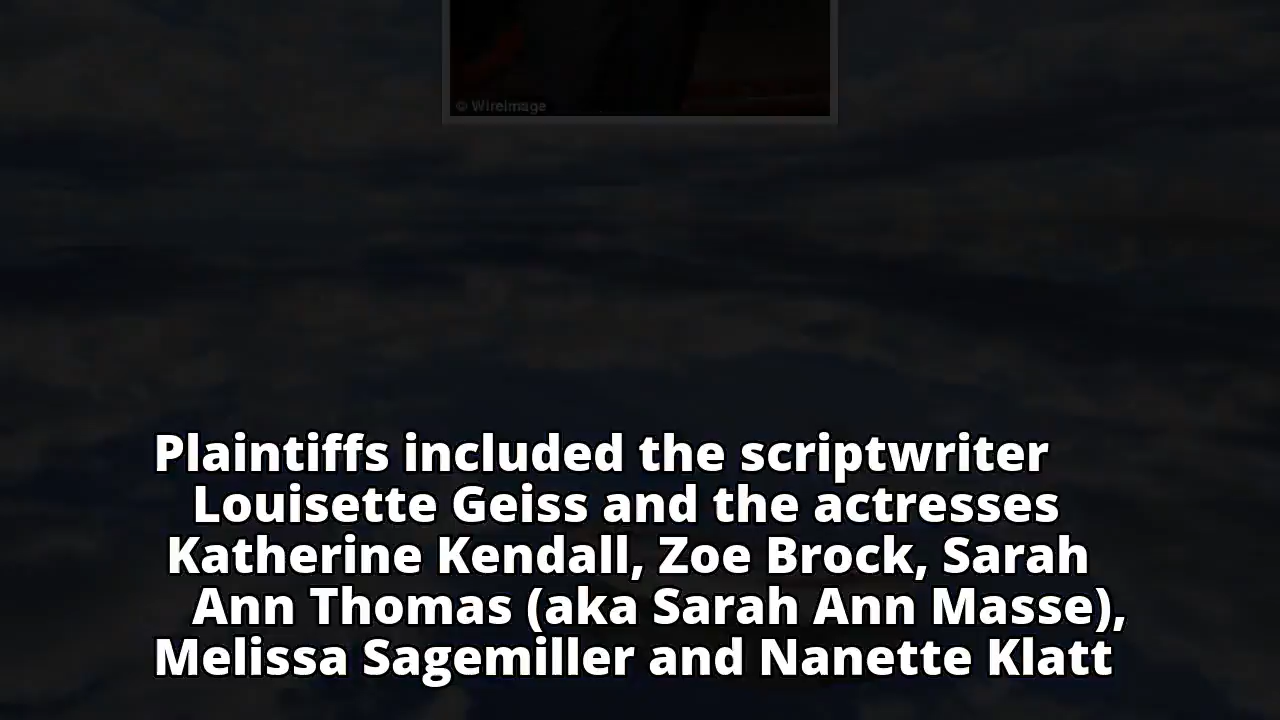 © WireImage
Plaintiffs included the scriptwriter
Louisette Geiss and the actresses
Katherine Kendall, Zoe Brock, Sarah
Ann Thomas (aka Sarah Ann Masse),
Melissa Sagemiller and Nanette Klatt